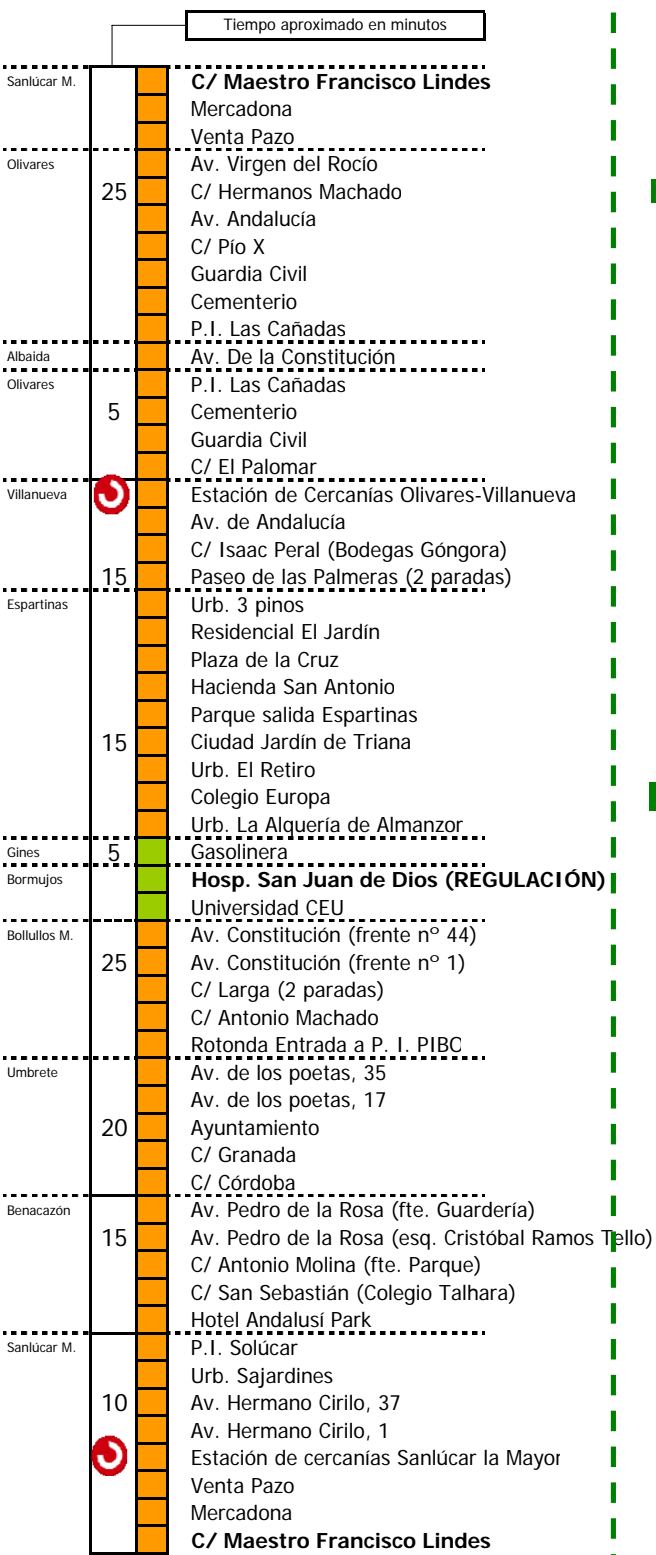 Tiempo aproximado en minutos
Sanlúcar M. C/ Maestro Francisco Lindes
Mercadona
Venta Pazo
Olivares Av. Virgen del Rocío
25 C/ Hermanos Machado
Av. Andalucía
C/ Pío X
Guardia Civil
Cementerio
P.I. Las Cañadas
Albaida Av. De la Constitución
Olivares P.I. Las Cañadas
5 Cementerio
Guardia Civil
C/ El Palomar
Villanueva Estación de Cercanías Olivares-Villanueva
Av. de Andalucía
C/ Isaac Peral (Bodegas Góngora)
15 Paseo de las Palmeras (2 paradas)
Espartinas Urb. 3 pinos
Residencial El Jardín
Plaza de la Cruz
Hacienda San Antonio
Parque salida Espartinas
15 Ciudad Jardín de Triana
Urb. El Retiro
Colegio Europa
Urb. La Alquería de Almanzor
Gines 5 Gasolinera
Bormujos Hosp. San Juan de Dios (REGULACIÓN)
Universidad CEU
Bollullos M. Av. Constitución (frente nº 44)
25 Av. Constitución (frente nº 1)
C/ Larga (2 paradas)
C/ Antonio Machado
Rotonda Entrada a P. I. PIBO
Umbrete Av. de los poetas, 35
Av. de los poetas, 17
20 Ayuntamiento
C/ Granada
C/ Córdoba
Benacazón Av. Pedro de la Rosa (fte. Guardería)
15 Av. Pedro de la Rosa (esq. Cristóbal Ramos Tello)
C/ Antonio Molina (fte. Parque)
C/ San Sebastián (Colegio Talhara)
Hotel Andalusí Park
Sanlúcar M. P.I. Solúcar
Urb. Sajardines
10 Av. Hermano Cirilo, 37
Av. Hermano Cirilo, 1
Estación de cercanías Sanlúcar la Mayor
Venta Pazo
Mercadona
C/ Maestro Francisco Lindes